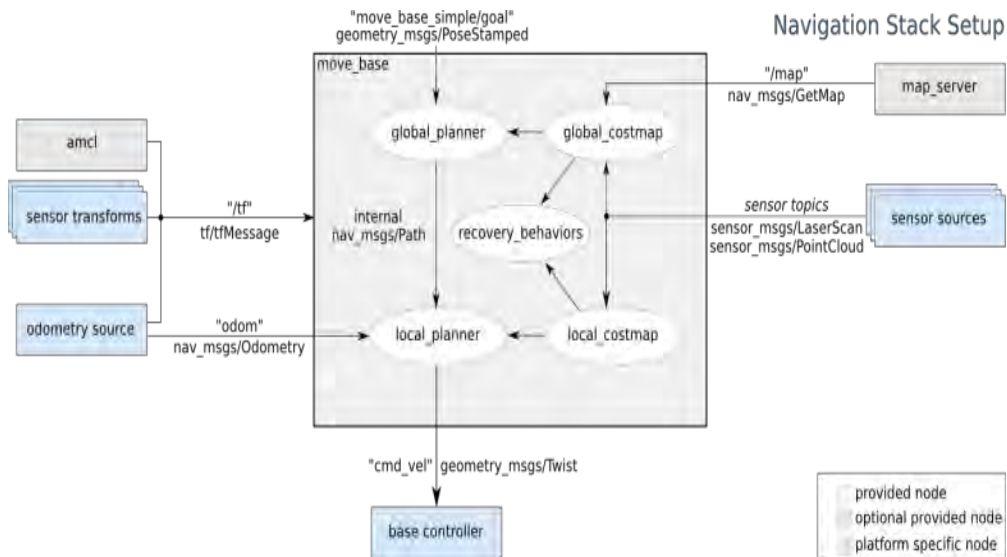 Navigation Stack Setup
"move_base_simple/goal"
geometry_msgs/PoseStamped
move_base
"/map"
nav_msgs/GetMap
map_server
global_planner
global_costmap
amcl
sensor transforms
"/tf"
tf/tfMessage
internal
nav_msgs/Path
recovery_behaviors
sensor topics
sensor_msgs/LaserScan
sensor_msgs/PointCloud
sensor sources
odometry source
"odom"
nav_msgs/Odometry
local_planner
local_costmap
"cmd_vel"
geometry_msgs/Twist
base controller
provided node
optional provided node
platform specific node